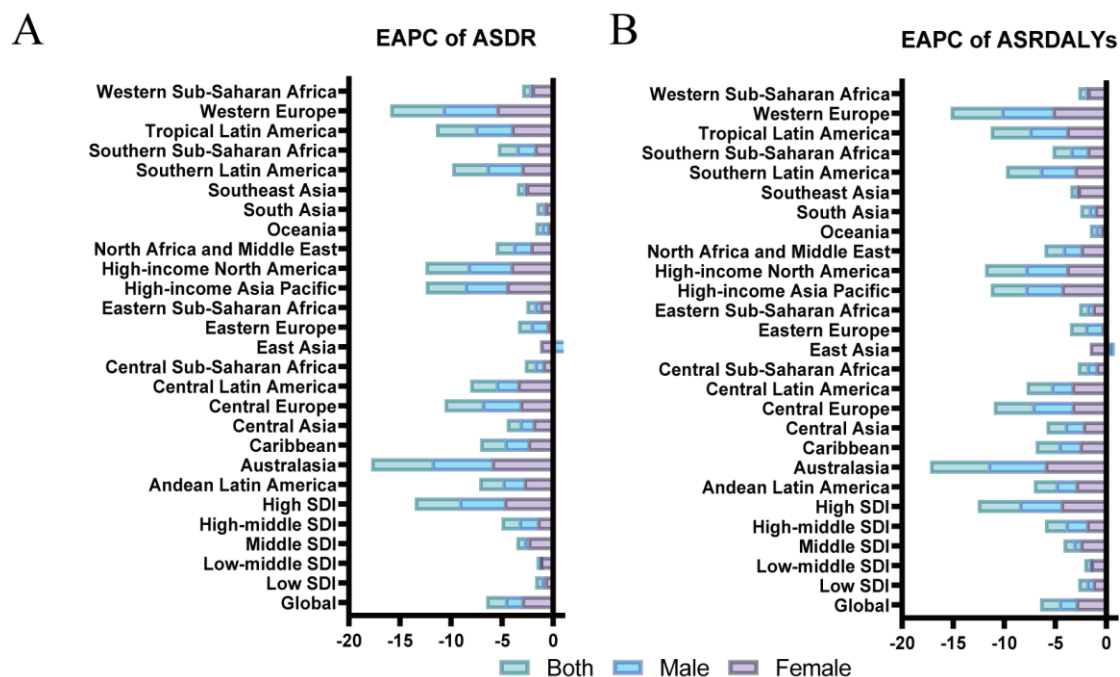 A
EAPC of ASDR
Western Sub-Saharan Africa
Western Europe
Tropical Latin America
Southern Sub-Saharan Africa
Southern Latin America
Southeast Asia
South Asia
Oceania
North Africa and Middle East
High-income North America
High-income Asia Pacific
Eastern Sub-Saharan Africa
Eastern Europe
East Asia
Central Sub-Saharan Africa
Central Latin America
Central Europe
Central Asia
Caribbean
Australasia
Andean Latin America
High SDI
High-middle SDI
Middle SDI
Low-middle SDI
Low SDI
Global
-20 -15 -10 -5 0
B
EAPC of ASRDALYs
Western Sub-Saharan Africa
Western Europe
Tropical Latin America
Southern Sub-Saharan Africa
Southern Latin America
Southeast Asia
South Asia
Oceania
North Africa and Middle East
High-income North America
High-income Asia Pacific
Eastern Sub-Saharan Africa
Eastern Europe
East Asia
Central Sub-Saharan Africa
Central Latin America
Central Europe
Central Asia
Caribbean
Australasia
Andean Latin America
High SDI
High-middle SDI
Middle SDI
Low-middle SDI
Low SDI
Global
-20 -15 -10 -5 0
Both Male Female